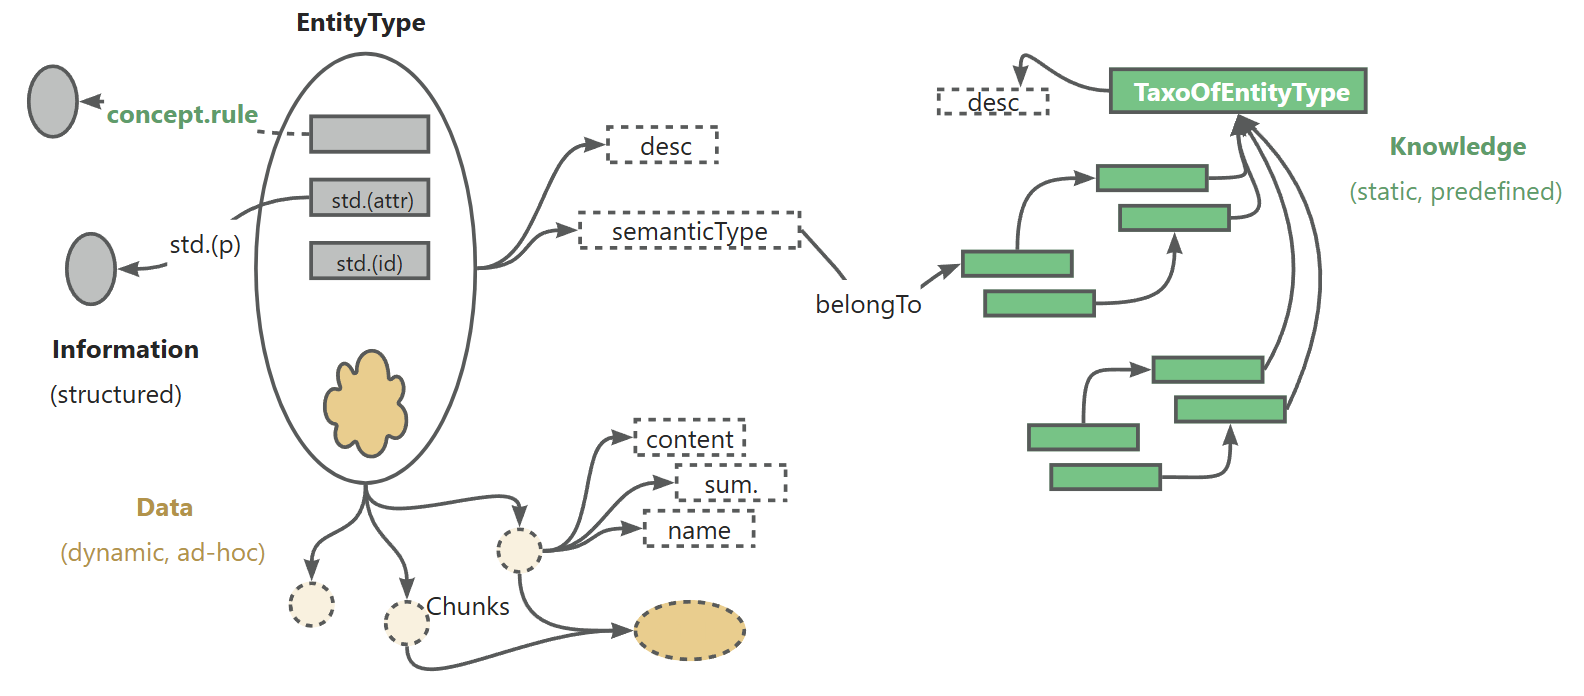 EntityType
concept.rule
std.(attr)
std.(p)
std.(id)
Information
(structured)
desc
semanticType
belongTo
desc
TaxoOfEntityType
Knowledge
(static, predefined)
Data
(dynamic, ad-hoc)
content
sum.
name
Chunks